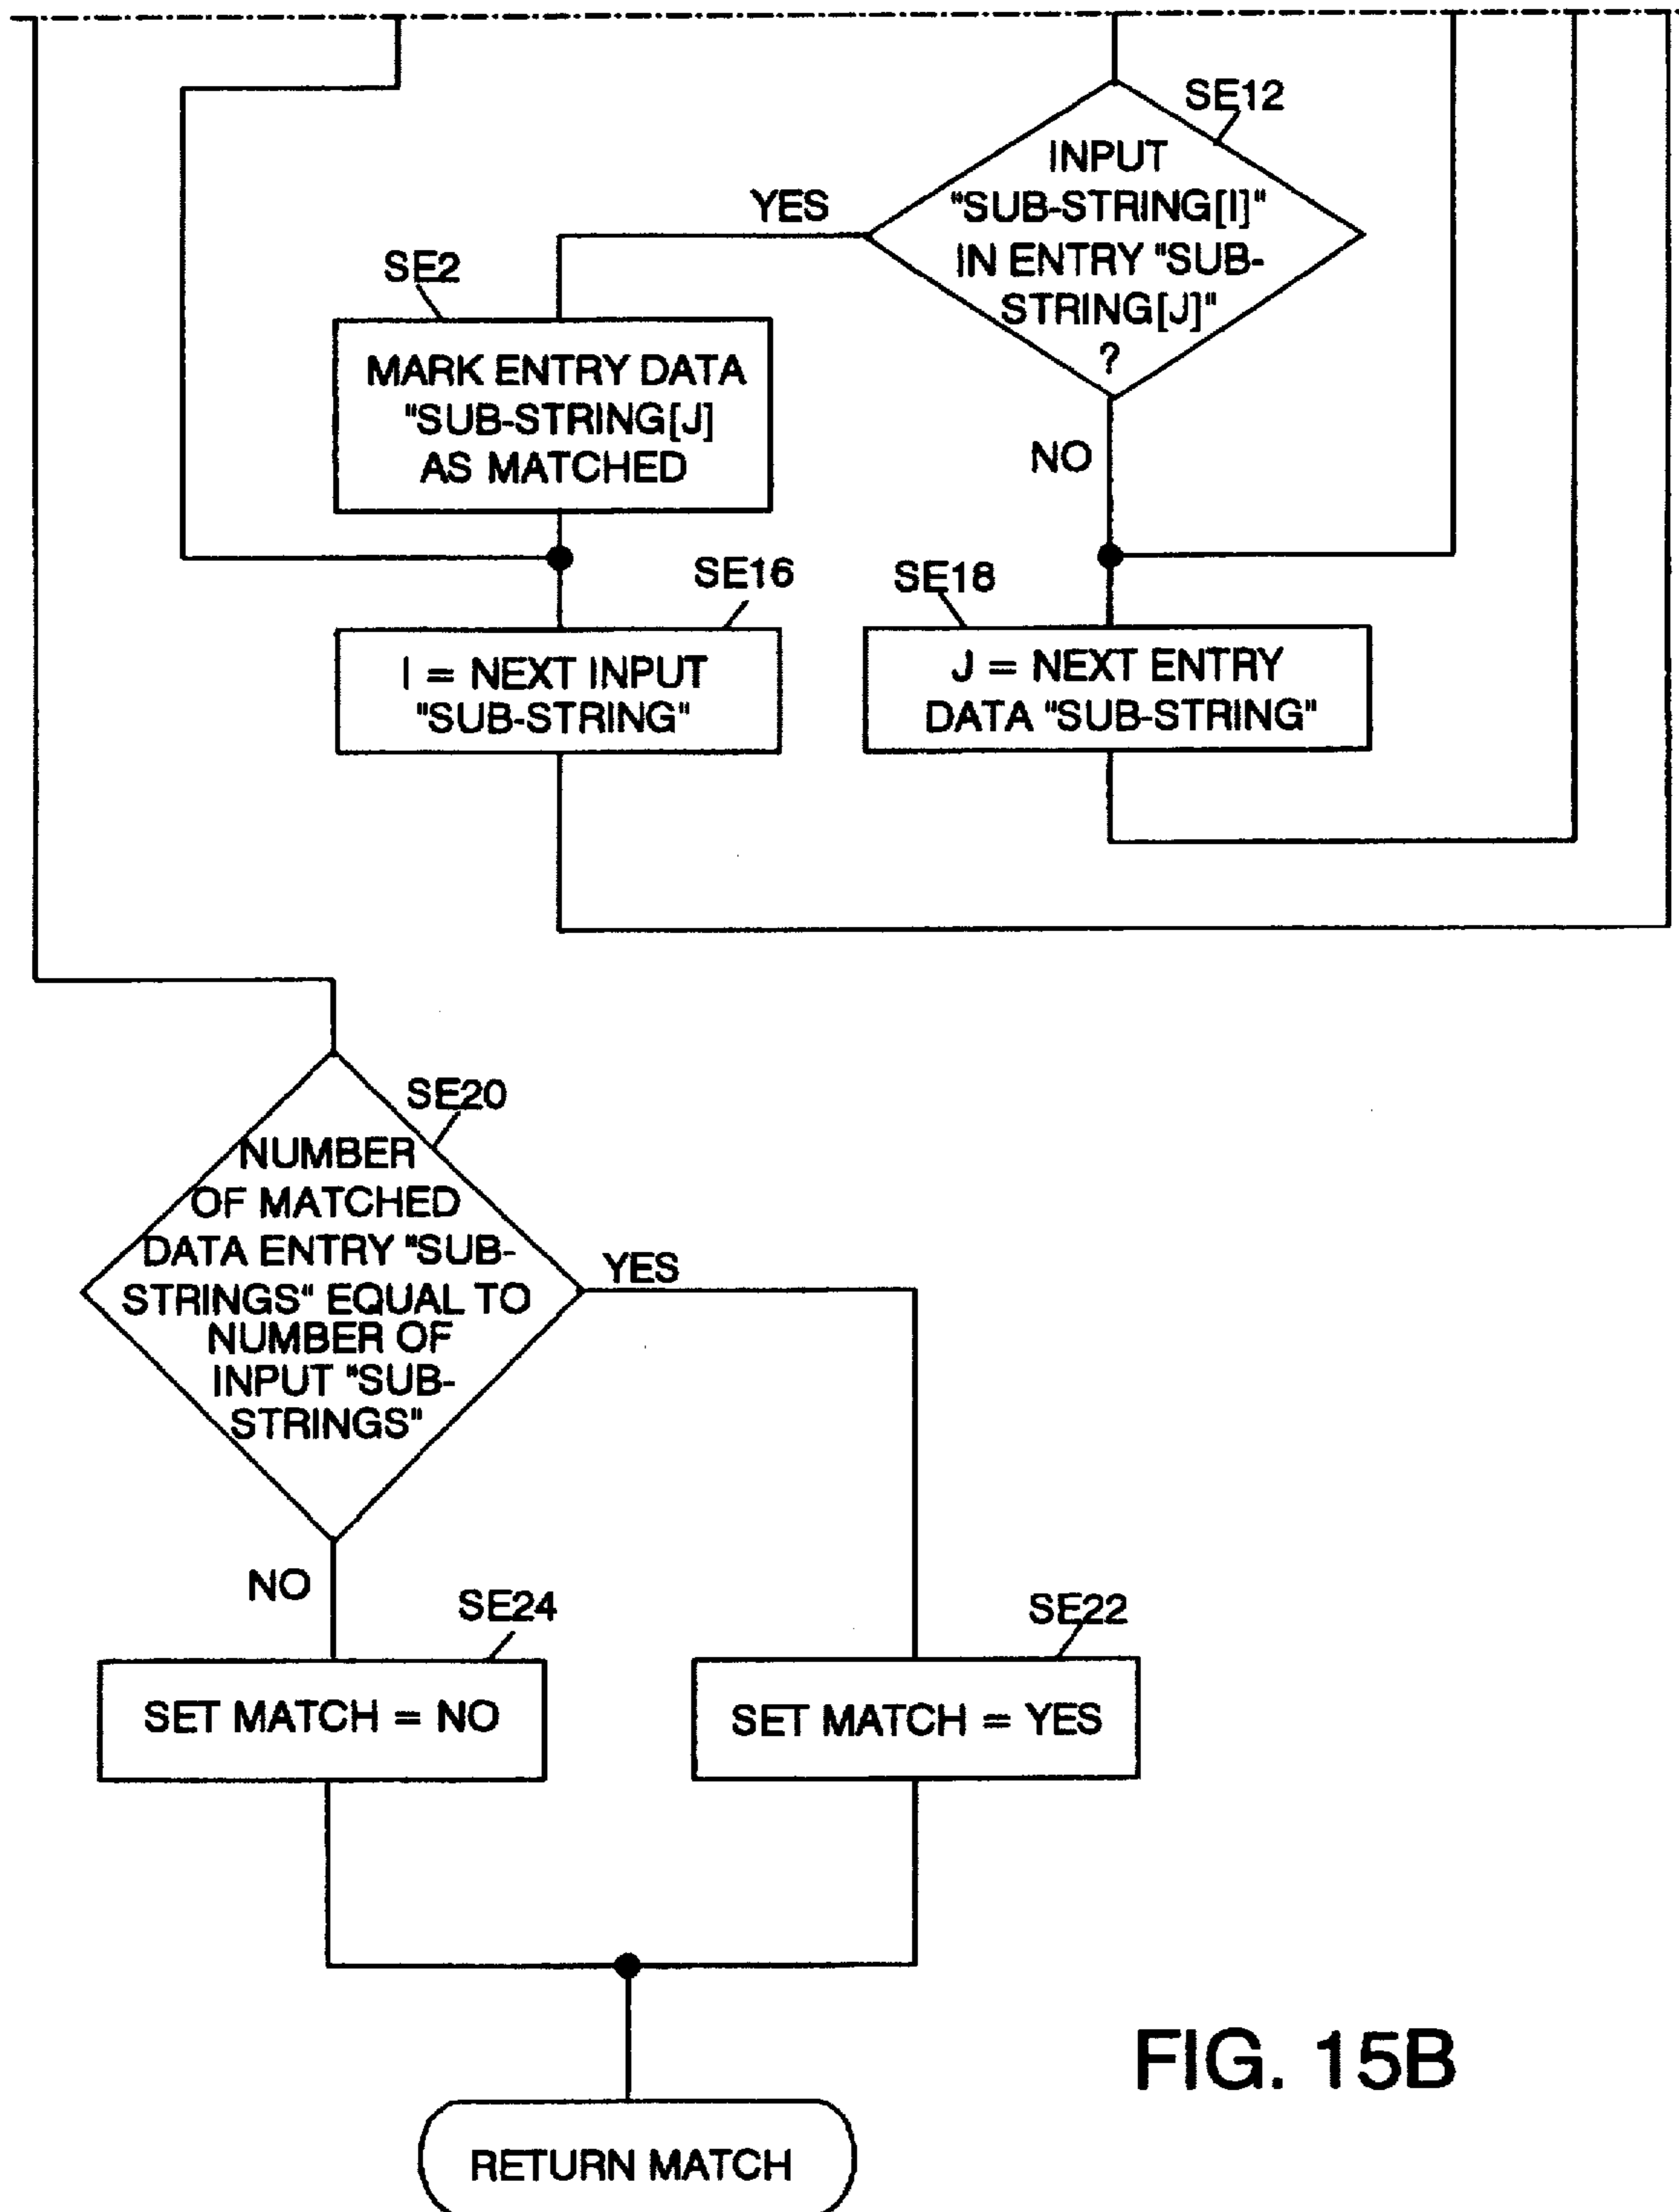 SE12
INPUT
"SUB-STRING[I]"
IN ENTRY "SUB-
STRING[J]"
?
YES
NO
SE2
MARK ENTRY DATA
"SUB-STRING[J]
AS MATCHED
SE16
I = NEXT INPUT
"SUB-STRING"
SE18
J = NEXT ENTRY
DATA "SUB-STRING"
SE20
NUMBER
OF MATCHED
DATA ENTRY "SUB-
STRINGS" EQUAL TO
NUMBER OF
INPUT "SUB-
STRINGS"
YES
NO
SE24
SET MATCH = NO
SE22
SET MATCH = YES
RETURN MATCH
FIG. 15B